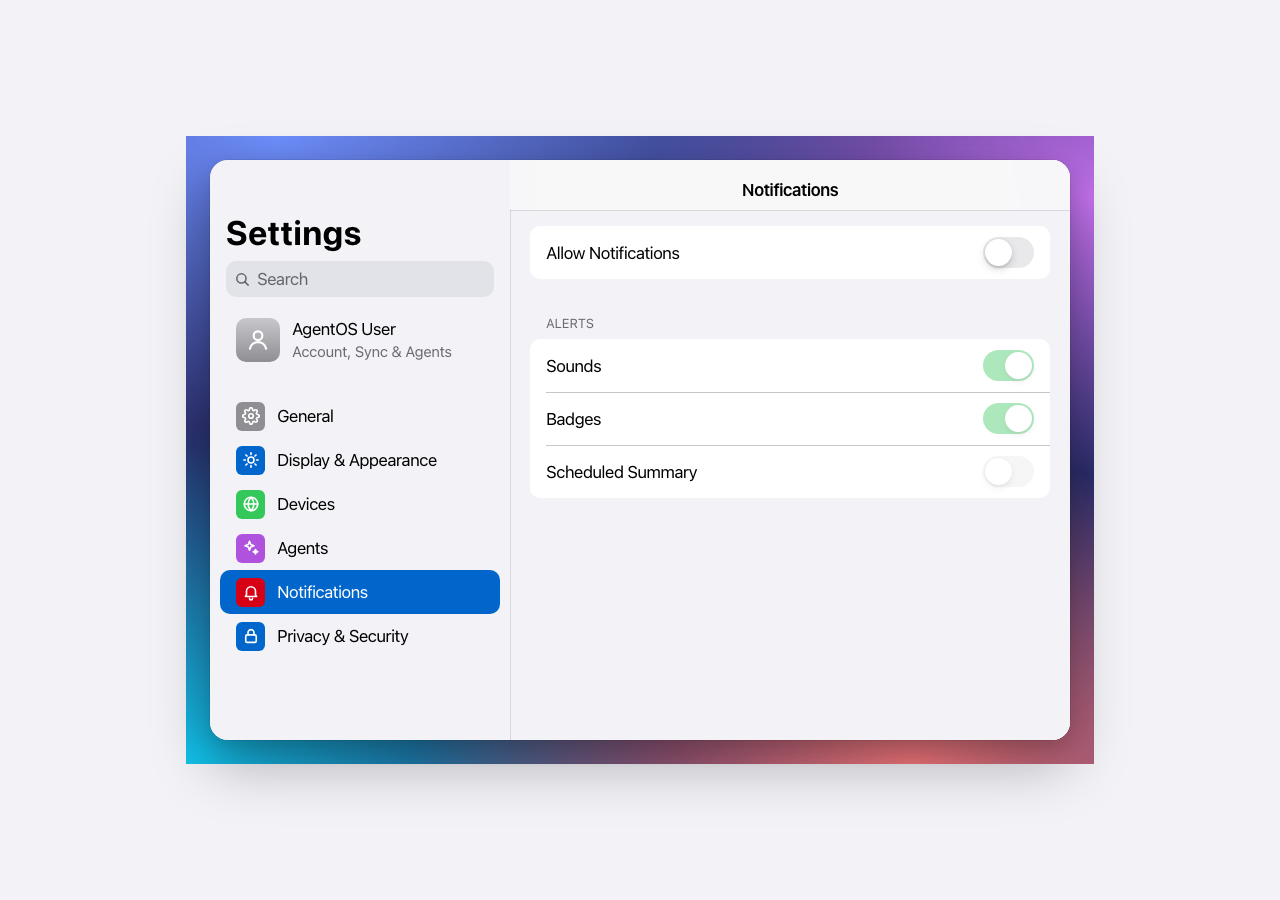 Settings
Search
AgentOS User
Account, Sync & Agents
General
Display & Appearance
Devices
Agents
Notifications
Privacy & Security
Notifications
Allow Notifications
ALERTS
Sounds
Badges
Scheduled Summary